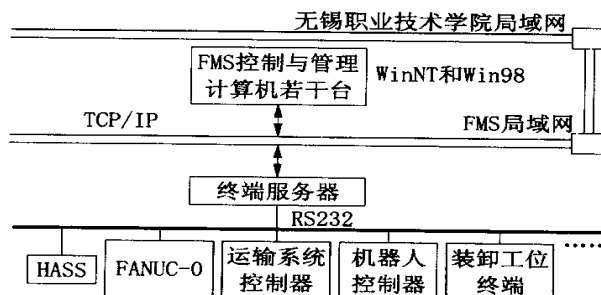 无锡职业技术学院局域网
FMS控制与管理
计算机若干台
WinNT和Win98
TCP/IP
FMS局域网
终端服务器
RS232
HASS
FANUC-0
运输系统
控制器
机器人
控制器
装卸工位
终端
……